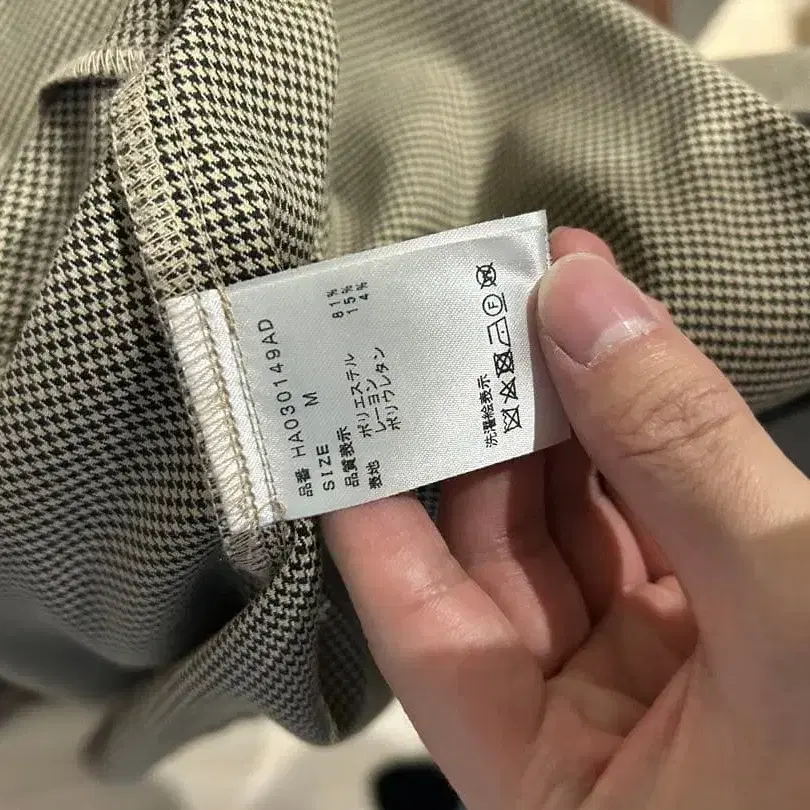 品番 HA030149AD
SIZE M
品質表示
表地 ポリエステル 81%
レーヨン 15%
ポリウレタン 4%
洗濯絵表示
F